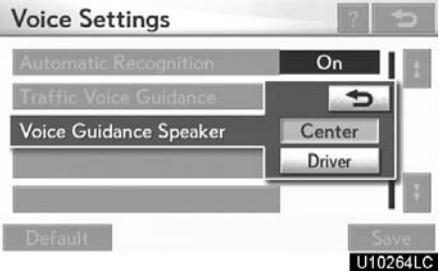 Voice Settings ?
Automatic Recognition On
Traffic Voice Guidance
Voice Guidance Speaker Center
Driver
Default Save
U10264LC